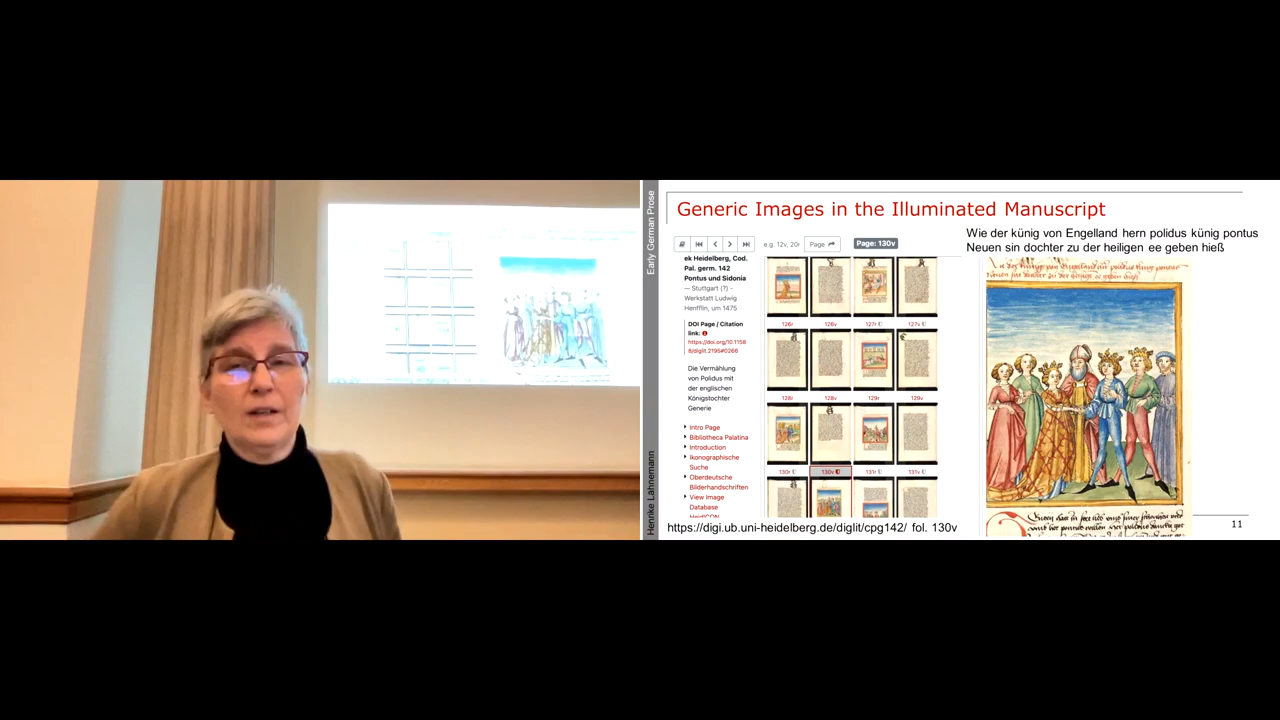 Early German Prose
Henrike Lähnemann
Generic Images in the Illuminated Manuscript
e.g. 12v, 20r
Page
Page: 130v
ek Heidelberg, Cod.
Pal. germ. 142
Pontus und Sidonia
— Stuttgart (?) -
Werkstatt Ludwig
Henfflin, um 1475
DOI Page / Citation
link:
https://doi.org/10.1158
8/diglit.2195#0266
Die Vermählung
von Polidus mit
der englischen
Königstochter
Generie
Intro Page
Bibliotheca Palatina
Introduction
Ikonographische
Suche
Oberdeutsche
Bilderhandschriften
View Image
Database
HeidICON
126r
126v
127r
127v
128r
128v
129r
129v
130r
130v
131r
131v
Wie der künig von Engelland hern polidus künig pontus
Neuen sin dochter zu der heiligen ee geben hieß
https://digi.ub.uni-heidelberg.de/diglit/cpg142/ fol. 130v
11